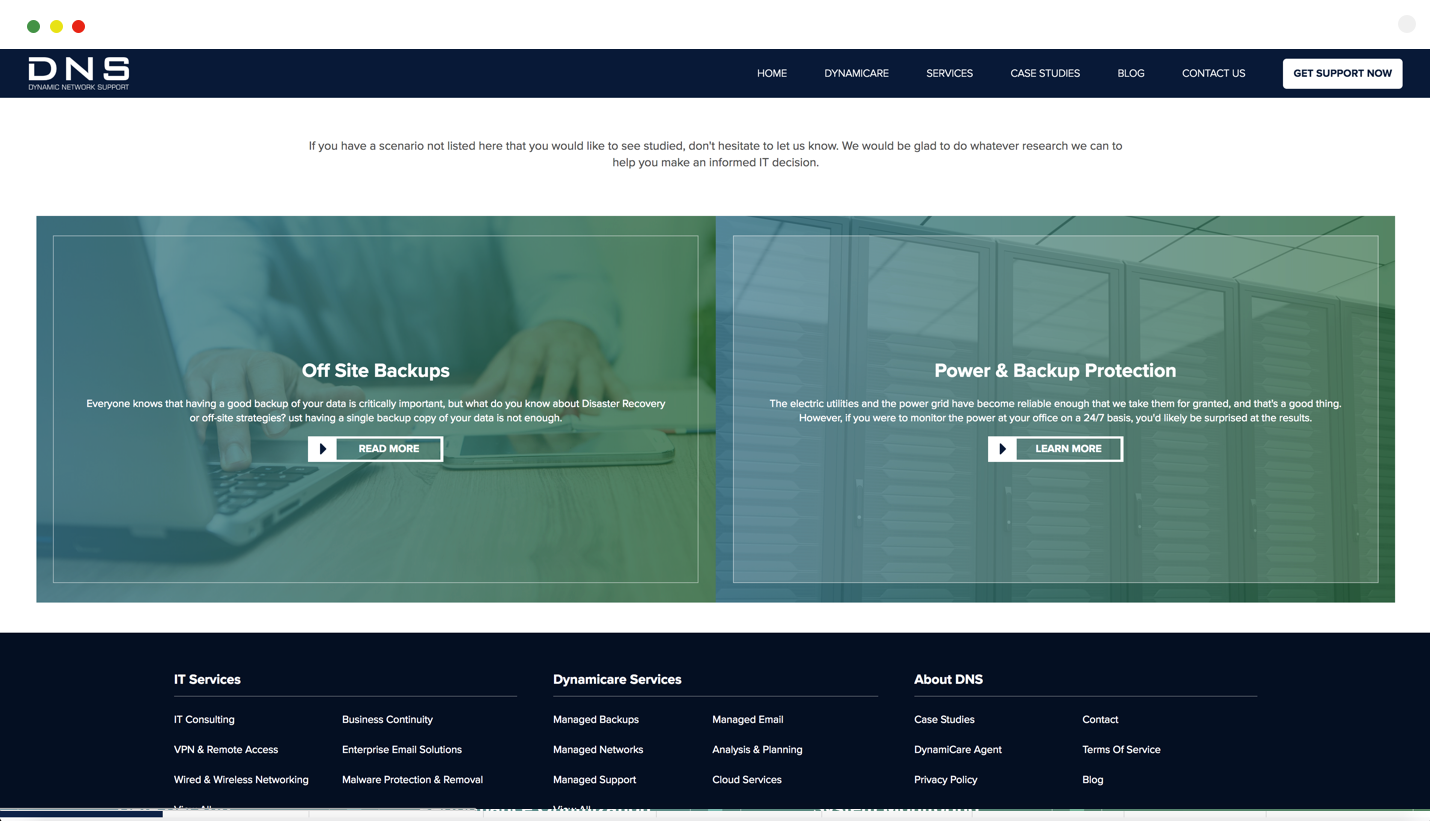 DNS
DYNAMIC NETWORK SUPPORT
HOME DYNAMICARE SERVICES CASE STUDIES BLOG CONTACT US GET SUPPORT NOW
If you have a scenario not listed here that you would like to see studied, don't hesitate to let us know. We would be glad to do whatever research we can to
help you make an informed IT decision.
Off Site Backups
Everyone knows that having a good backup of your data is critically important, but what do you know about Disaster Recovery
or off-site strategies? ust having a single backup copy of your data is not enough.
READ MORE
Power & Backup Protection
The electric utilities and the power grid have become reliable enough that we take them for granted, and that's a good thing.
However, if you were to monitor the power at your office on a 24/7 basis, you'd likely be surprised at the results.
LEARN MORE
IT Services
IT Consulting Business Continuity
VPN & Remote Access Enterprise Email Solutions
Wired & Wireless Networking Malware Protection & Removal
View All
Dynamicare Services
Managed Backups Managed Email
Managed Networks Analysis & Planning
Managed Support Cloud Services
View All
About DNS
Case Studies Contact
DynamiCare Agent Terms Of Service
Privacy Policy Blog